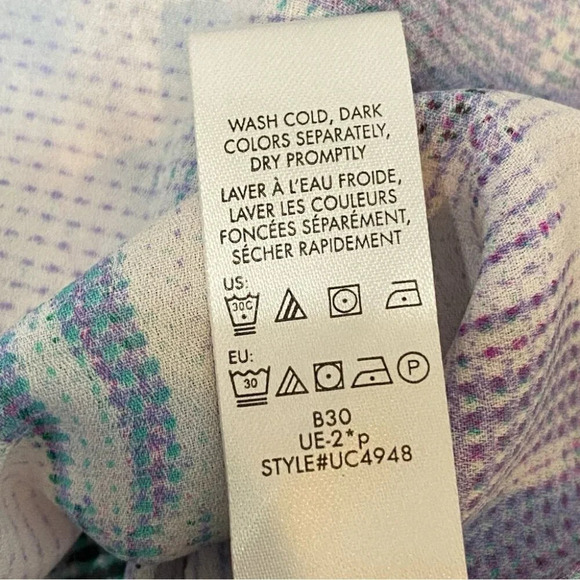 WASH COLD, DARK
COLORS SEPARATELY,
DRY PROMPTLY
LAVER À L'EAU FROIDE,
LAVER LES COULEURS
FONCÉES SÉPARÉMENT,
SÉCHER RAPIDEMENT
US:
30C
EU:
30 P
B30
UE-2*p
STYLE#UC4948